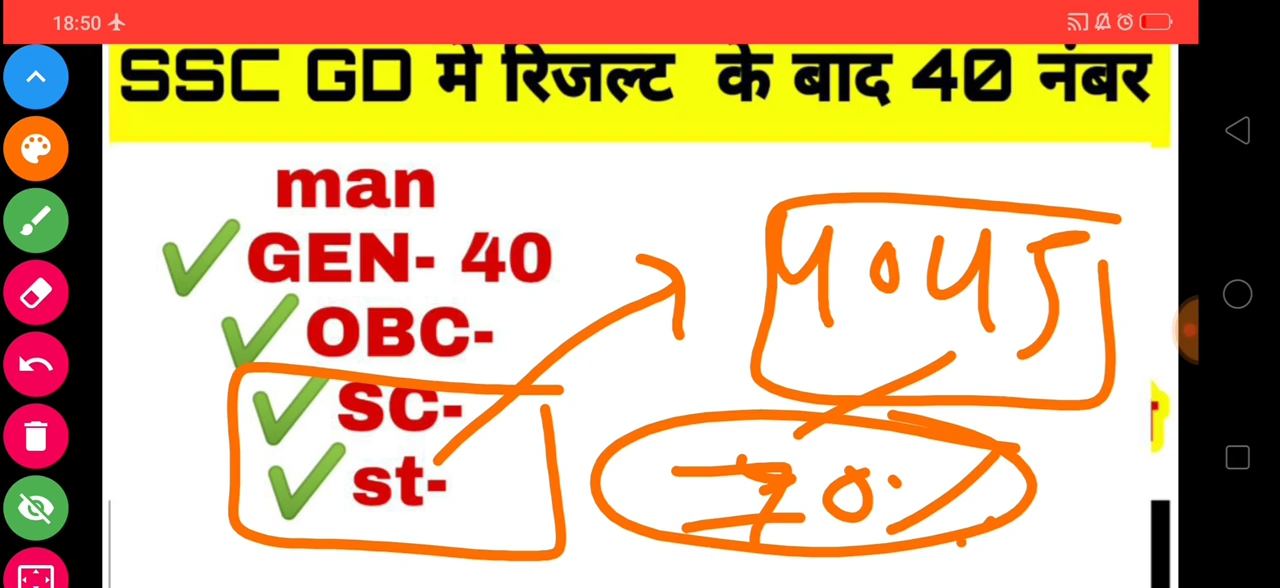 18:50
SSC GD मे रिजल्ट के बाद 40 नंबर
man
GEN- 40
OBC-
SC-
st-
4045
70%